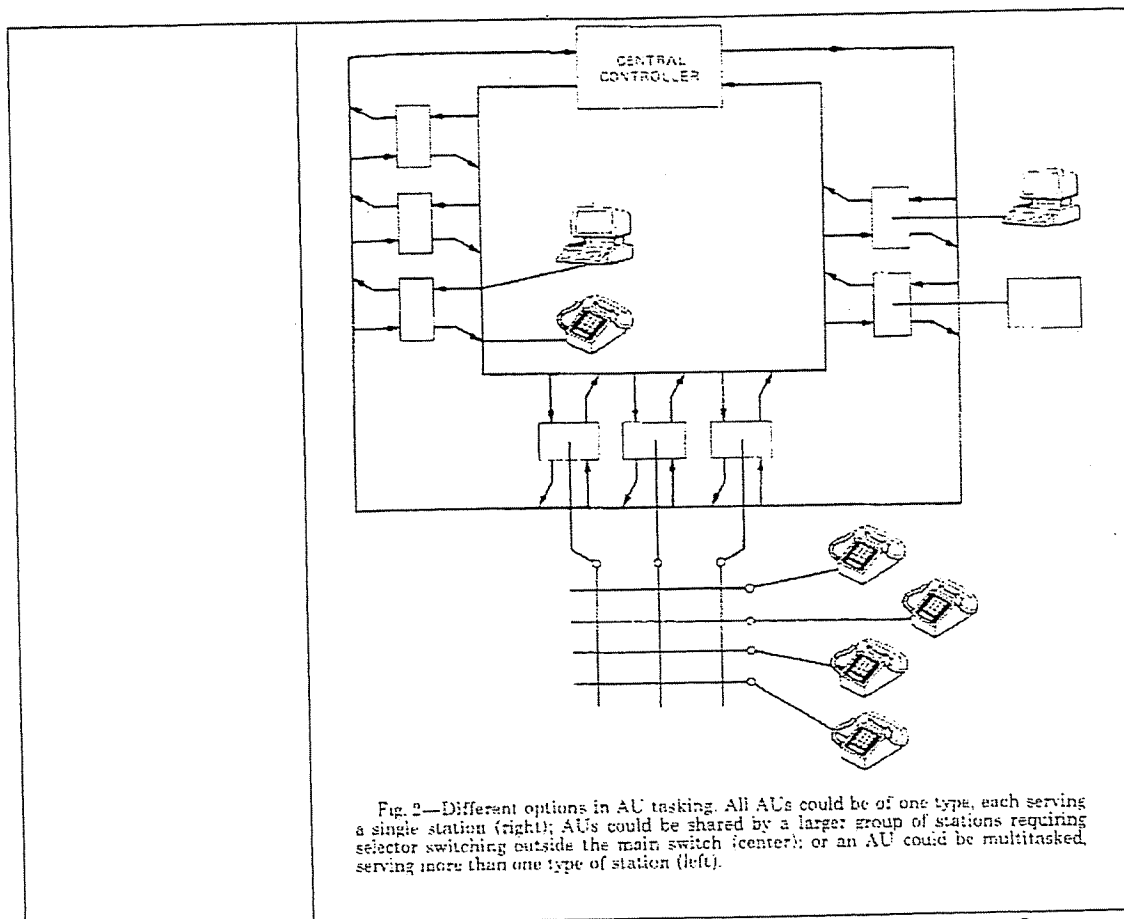 CENTRAL
CONTROLLER
Fig. 2—Different options in AU tasking. All AUs could be of one type, each serving
a single station (right); AUs could be shared by a larger group of stations requiring
selector switching outside the main switch (center); or an AU could be multitasked,
serving more than one type of station (left).